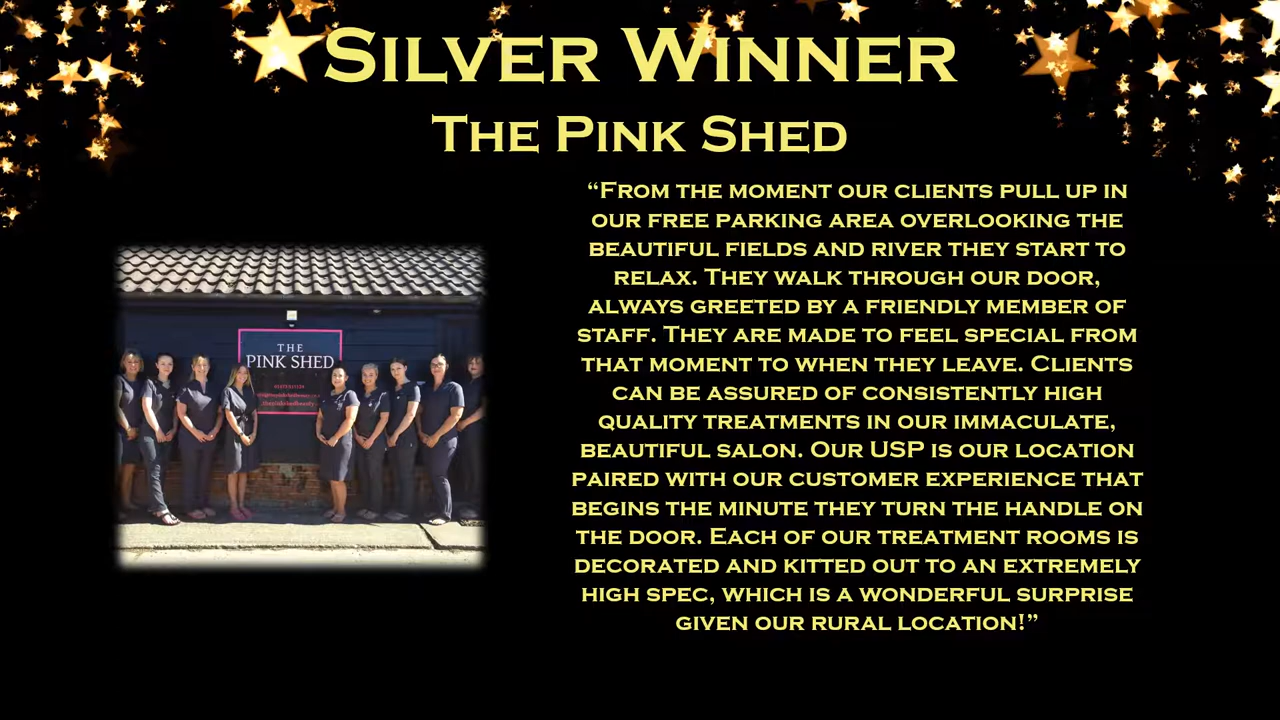 Silver Winner
The Pink Shed
“From the moment our clients pull up in
our free parking area overlooking the
beautiful fields and river they start to
relax. They walk through our door,
always greeted by a friendly member of
staff. They are made to feel special from
that moment to when they leave. Clients
can be assured of consistently high
quality treatments in our immaculate,
beautiful salon. Our USP is our location
paired with our customer experience that
begins the minute they turn the handle on
the door. Each of our treatment rooms is
decorated and kitted out to an extremely
high spec, which is a wonderful surprise
given our rural location!”
THE
PINK SHED